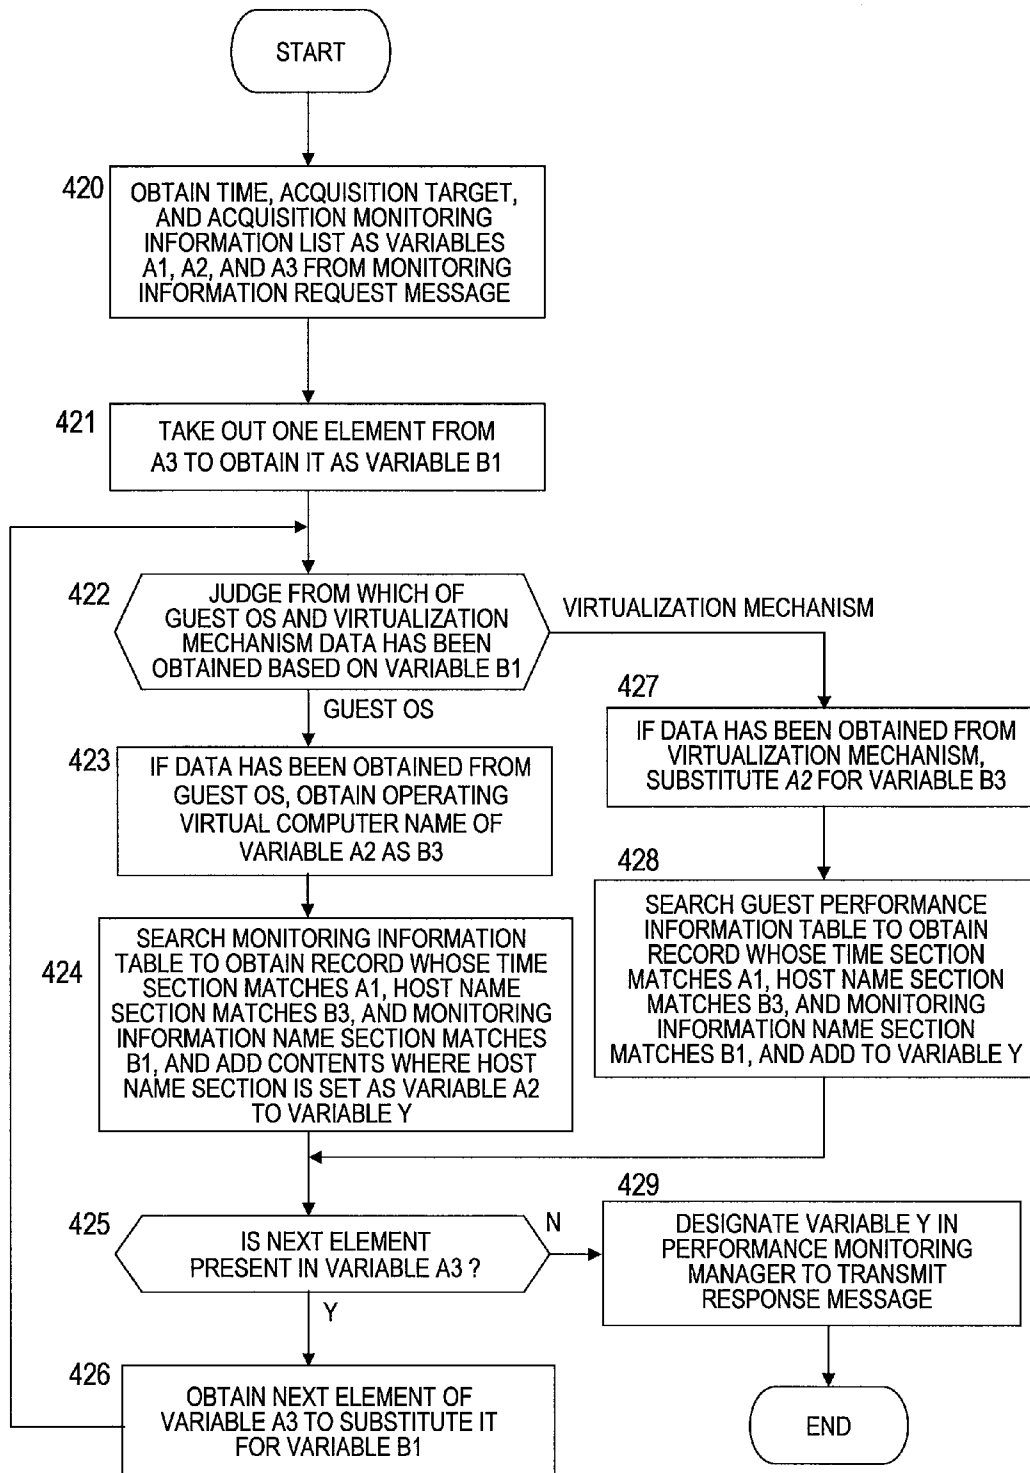 START
420
OBTAIN TIME, ACQUISITION TARGET,
AND ACQUISITION MONITORING
INFORMATION LIST AS VARIABLES
A1, A2, AND A3 FROM MONITORING
INFORMATION REQUEST MESSAGE
421
TAKE OUT ONE ELEMENT FROM
A3 TO OBTAIN IT AS VARIABLE B1
422
JUDGE FROM WHICH OF
GUEST OS AND VIRTUALIZATION
MECHANISM DATA HAS BEEN
OBTAINED BASED ON VARIABLE B1
VIRTUALIZATION MECHANISM
GUEST OS
423
IF DATA HAS BEEN OBTAINED FROM
GUEST OS, OBTAIN OPERATING
VIRTUAL COMPUTER NAME OF
VARIABLE A2 AS B3
427
IF DATA HAS BEEN OBTAINED FROM
VIRTUALIZATION MECHANISM,
SUBSTITUTE A2 FOR VARIABLE B3
424
SEARCH MONITORING INFORMATION
TABLE TO OBTAIN RECORD WHOSE TIME
SECTION MATCHES A1, HOST NAME
SECTION MATCHES B3, AND MONITORING
INFORMATION NAME SECTION MATCHES
B1, AND ADD CONTENTS WHERE HOST
NAME SECTION IS SET AS VARIABLE A2
TO VARIABLE Y
428
SEARCH GUEST PERFORMANCE
INFORMATION TABLE TO OBTAIN
RECORD WHOSE TIME SECTION
MATCHES A1, HOST NAME SECTION
MATCHES B3, AND MONITORING
INFORMATION NAME SECTION
MATCHES B1, AND ADD TO VARIABLE Y
425
IS NEXT ELEMENT
PRESENT IN VARIABLE A3 ?
N
Y
429
DESIGNATE VARIABLE Y IN
PERFORMANCE MONITORING
MANAGER TO TRANSMIT
RESPONSE MESSAGE
426
OBTAIN NEXT ELEMENT OF
VARIABLE A3 TO SUBSTITUTE IT
FOR VARIABLE B1
END